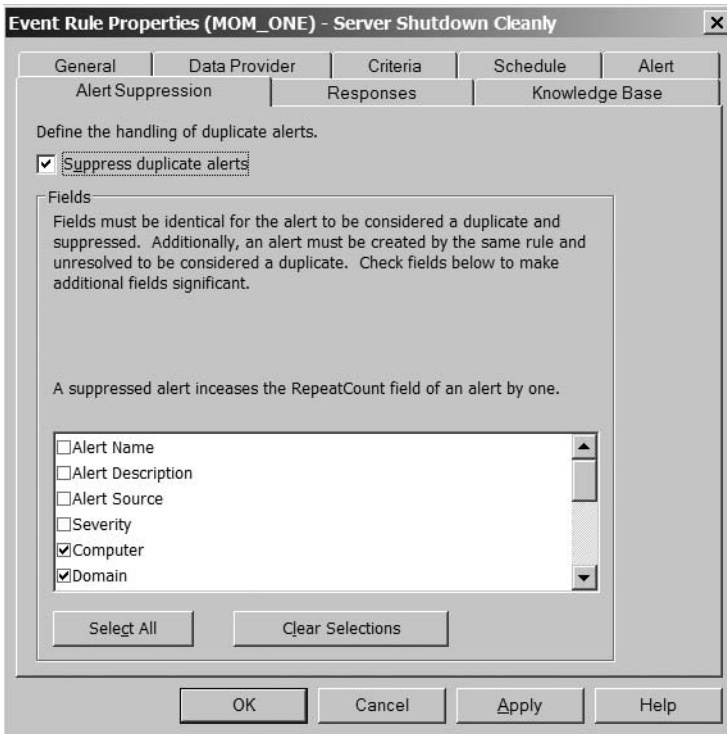 Event Rule Properties (MOM_ONE) - Server Shutdown Cleanly
General
Data Provider
Criteria
Schedule
Alert
Alert Suppression
Responses
Knowledge Base
Define the handling of duplicate alerts.
Suppress duplicate alerts
Fields
Fields must be identical for the alert to be considered a duplicate and
suppressed. Additionally, an alert must be created by the same rule and
unresolved to be considered a duplicate. Check fields below to make
additional fields significant.
A suppressed alert inceases the RepeatCount field of an alert by one.
Alert Name
Alert Description
Alert Source
Severity
Computer
Domain
Select All
Clear Selections
OK
Cancel
Apply
Help